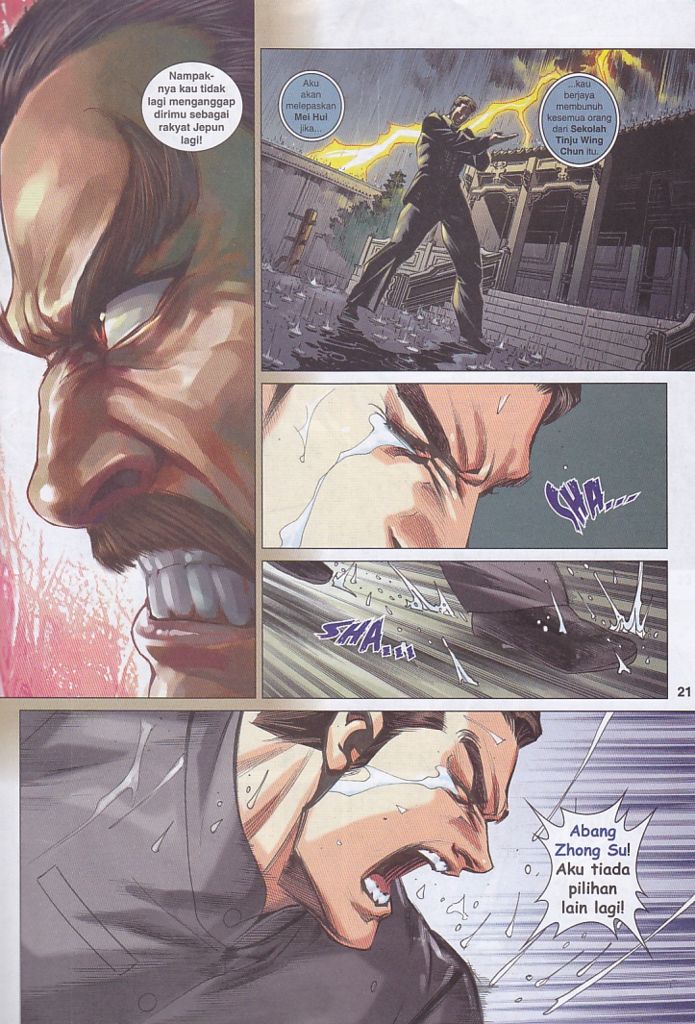 Nampak-
nya kau tidak
lagi menganggap
dirimu sebagai
rakyat Jepun
lagi!
Aku
akan
melepaskan
Mei Hui
jika...
...kau
berjaya
membunuh
kesemua orang
dari Sekolah
Tinju Wing
Chun itu.
SHA...
SHA...
21
Abang
Zhong Su!
Aku tiada
pilihan
lain lagi!